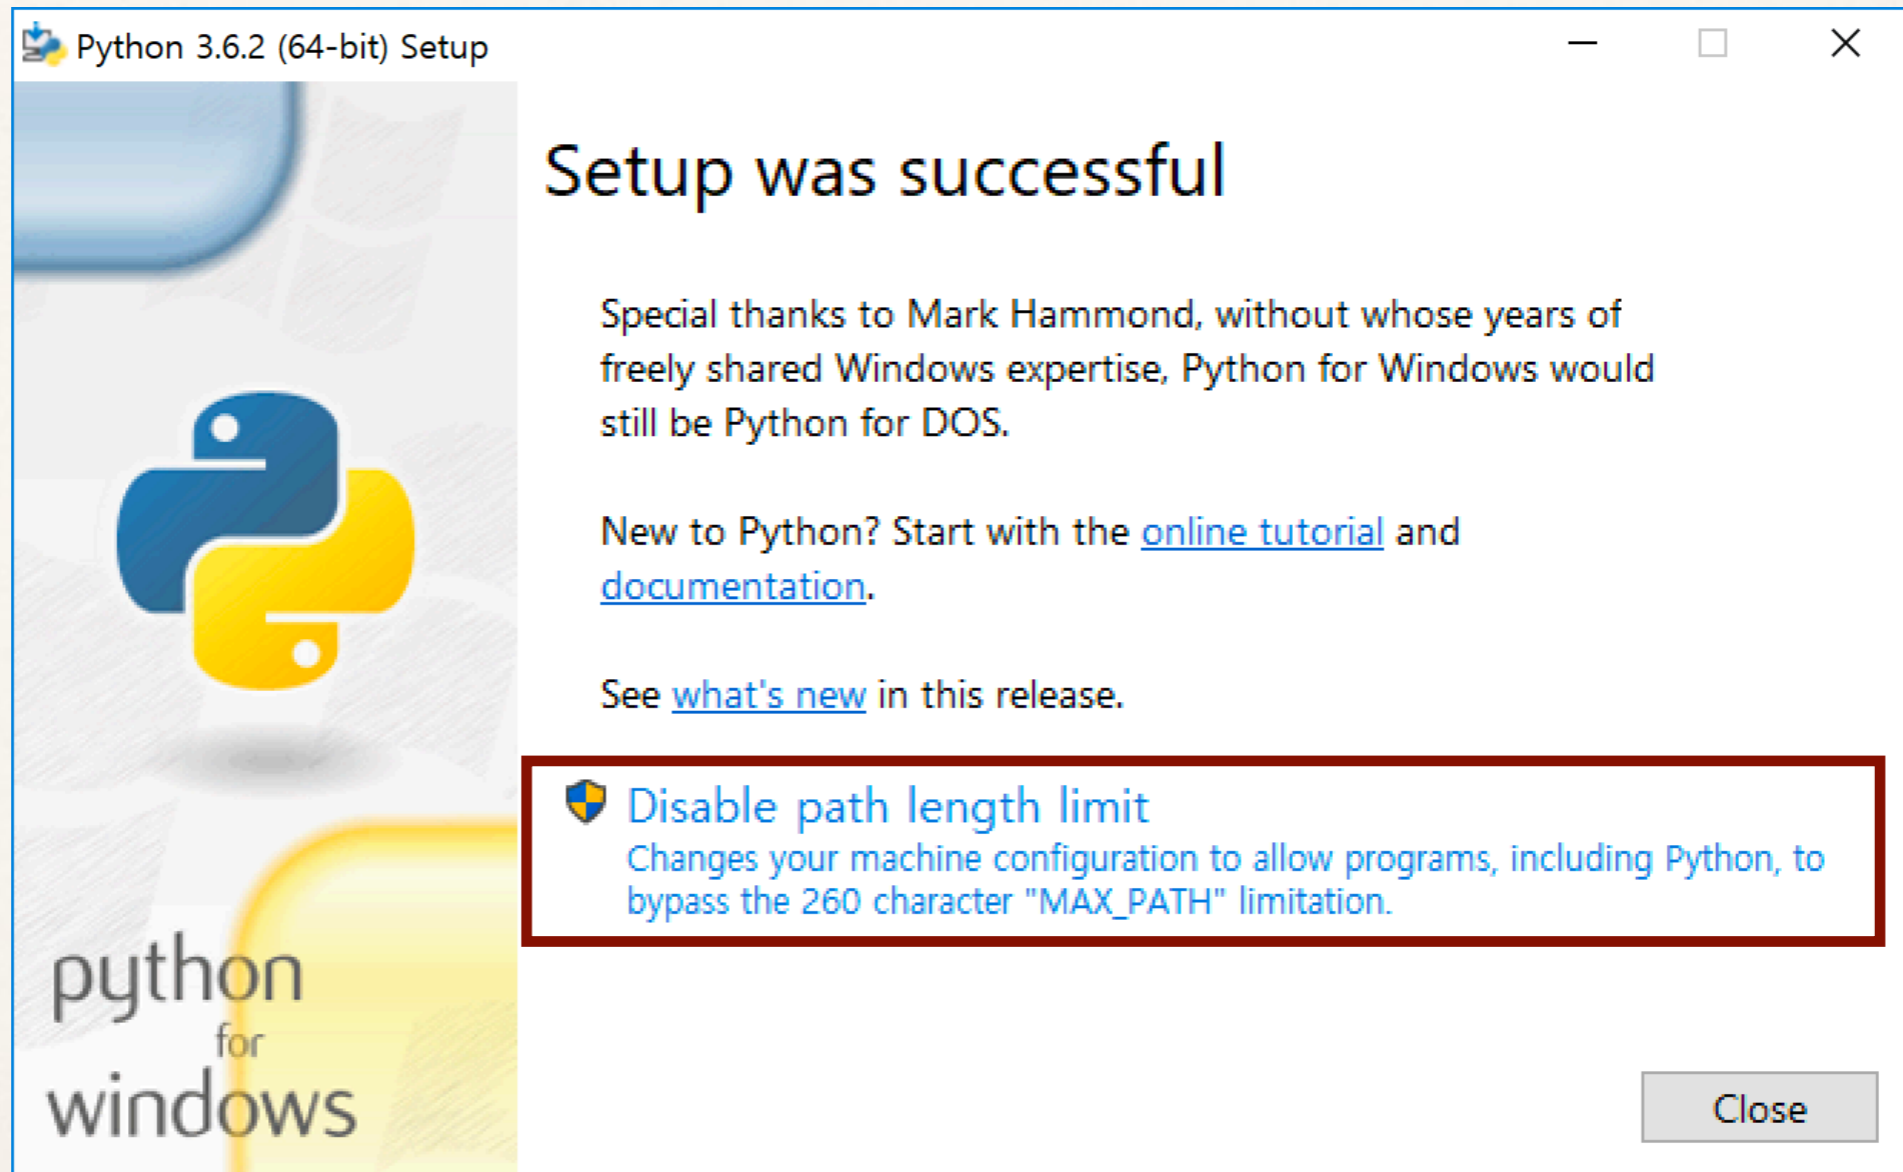 Python 3.6.2 (64-bit) Setup
Setup was successful
Special thanks to Mark Hammond, without whose years of
freely shared Windows expertise, Python for Windows would
still be Python for DOS.
New to Python? Start with the online tutorial and
documentation.
See what's new in this release.
Disable path length limit
Changes your machine configuration to allow programs, including Python, to
bypass the 260 character "MAX_PATH" limitation.
python
for
windows
Close